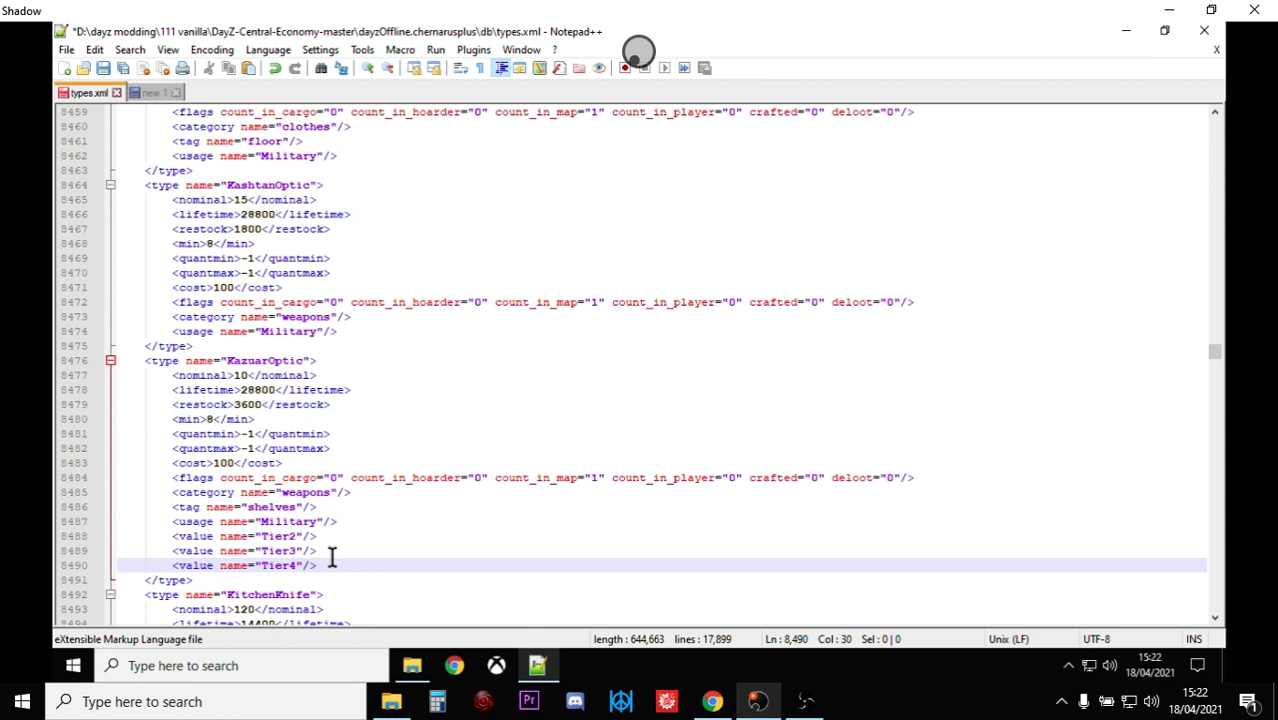 Shadow
*D:\dayz modding\111 vanilla\DayZ-Central-Economy-master\dayzOffline.chernarusplus\db\types.xml - Notepad++
File Edit Search View Encoding Language Settings Tools Macro Run Plugins Window ? X
types.xml new 1
8459 <flags count_in_cargo="0" count_in_hoarder="0" count_in_map="1" count_in_player="0" crafted="0" deloot="0"/>
8460 <category name="clothes"/>
8461 <tag name="floor"/>
8462 <usage name="Military"/>
8463 </type>
8464 <type name="KashtanOptic">
8465 <nominal>15</nominal>
8466 <lifetime>28800</lifetime>
8467 <restock>1800</restock>
8468 <min>8</min>
8469 <quantmin>-1</quantmin>
8470 <quantmax>-1</quantmax>
8471 <cost>100</cost>
8472 <flags count_in_cargo="0" count_in_hoarder="0" count_in_map="1" count_in_player="0" crafted="0" deloot="0"/>
8473 <category name="weapons"/>
8474 <usage name="Military"/>
8475 </type>
8476 <type name="KazuarOptic">
8477 <nominal>10</nominal>
8478 <lifetime>28800</lifetime>
8479 <restock>3600</restock>
8480 <min>8</min>
8481 <quantmin>-1</quantmin>
8482 <quantmax>-1</quantmax>
8483 <cost>100</cost>
8484 <flags count_in_cargo="0" count_in_hoarder="0" count_in_map="1" count_in_player="0" crafted="0" deloot="0"/>
8485 <category name="weapons"/>
8486 <tag name="shelves"/>
8487 <usage name="Military"/>
8488 <value name="Tier2"/>
8489 <value name="Tier3"/>
8490 <value name="Tier4"/>
8491 </type>
8492 <type name="KitchenKnife">
8493 <nominal>120</nominal>
8494 <lifetime>14400</lifetime>
eXtensible Markup Language file length : 644,663 lines : 17,899 Ln : 8,490 Col : 30 Sel : 0 | 0 Unix (LF) UTF-8 INS
Type here to search
15:22
18/04/2021
Type here to search
Pr
15:22
18/04/2021
1